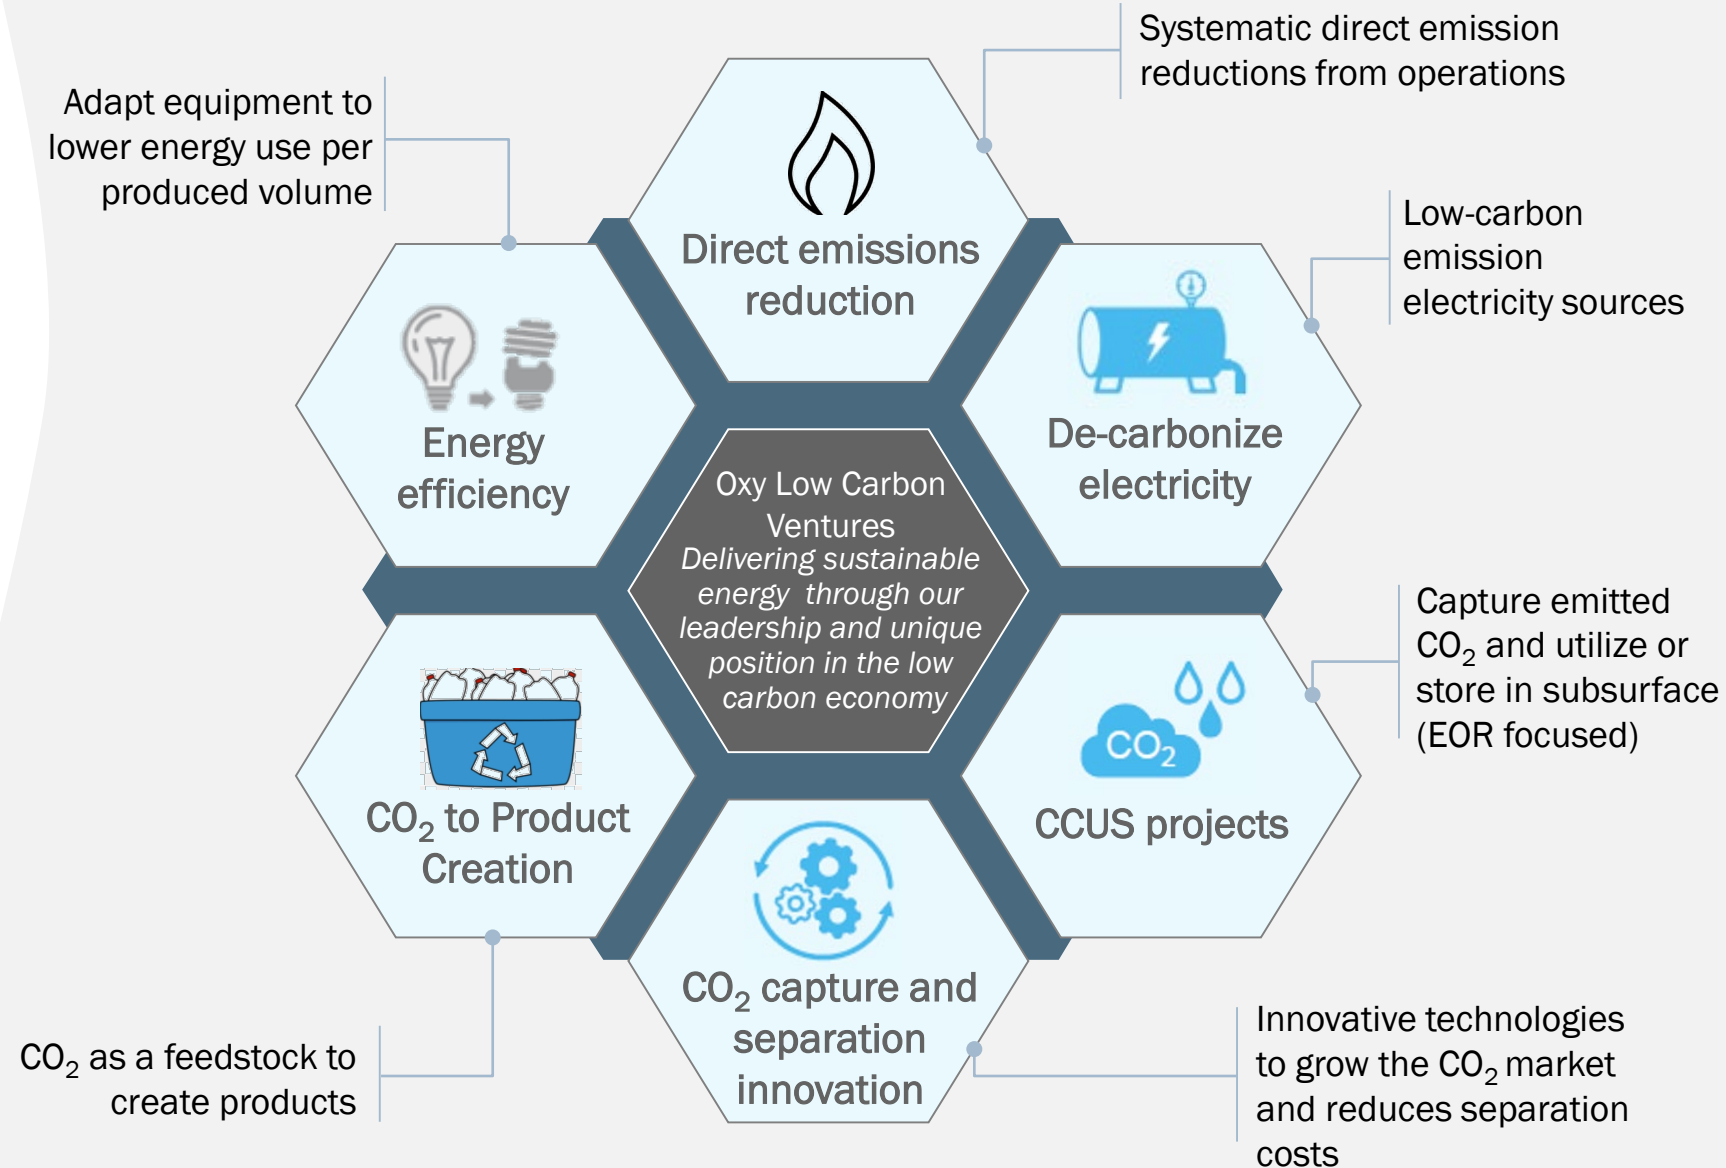 Systematic direct emission
reductions from operations
Adapt equipment to
lower energy use per
produced volume
Low-carbon
emission
electricity sources
Direct emissions
reduction
Energy
efficiency
De-carbonize
electricity
Oxy Low Carbon
Ventures
Delivering sustainable
energy through our
leadership and unique
position in the low
carbon economy
Capture emitted
CO₂ and utilize or
store in subsurface
(EOR focused)
CO₂
CO₂ to Product
Creation
CCUS projects
CO₂ capture and
separation
innovation
CO₂ as a feedstock to
create products
Innovative technologies
to grow the CO₂ market
and reduces separation
costs